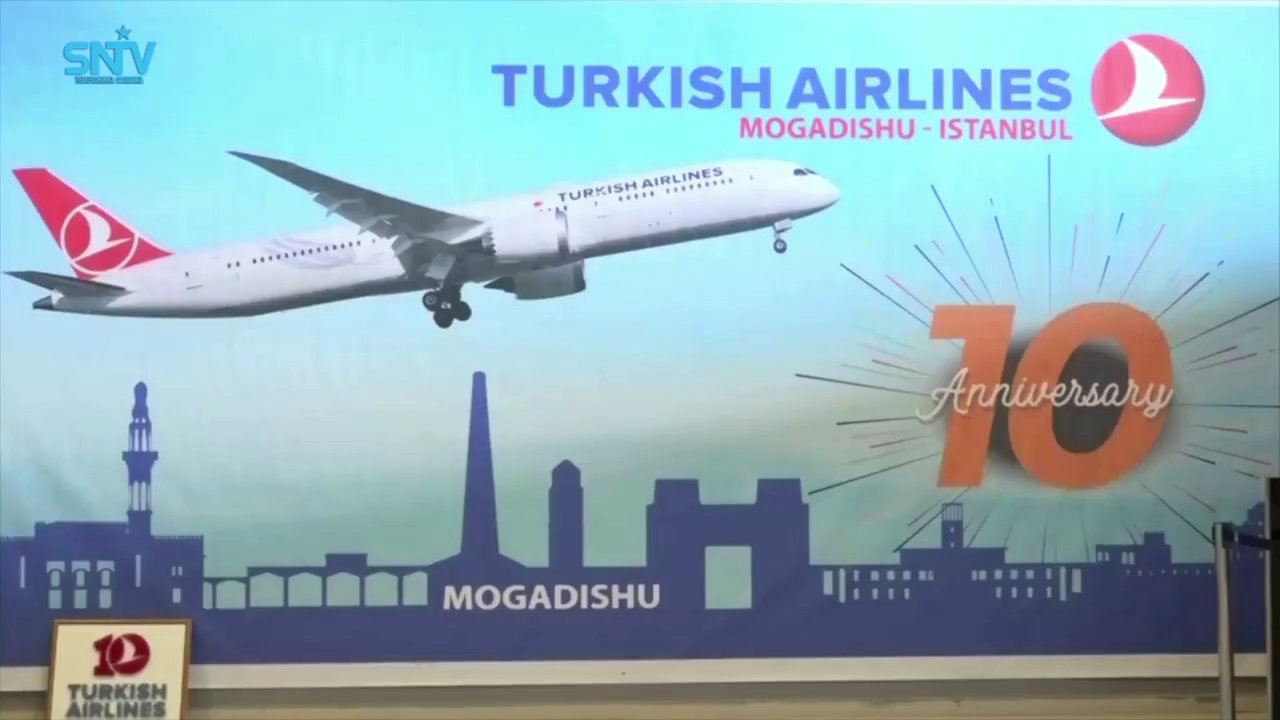 SNTV
TURKISH AIRLINES
MOGADISHU - ISTANBUL
TURKISH AIRLINES
10
Anniversary
MOGADISHU
10
TURKISH
AIRLINES